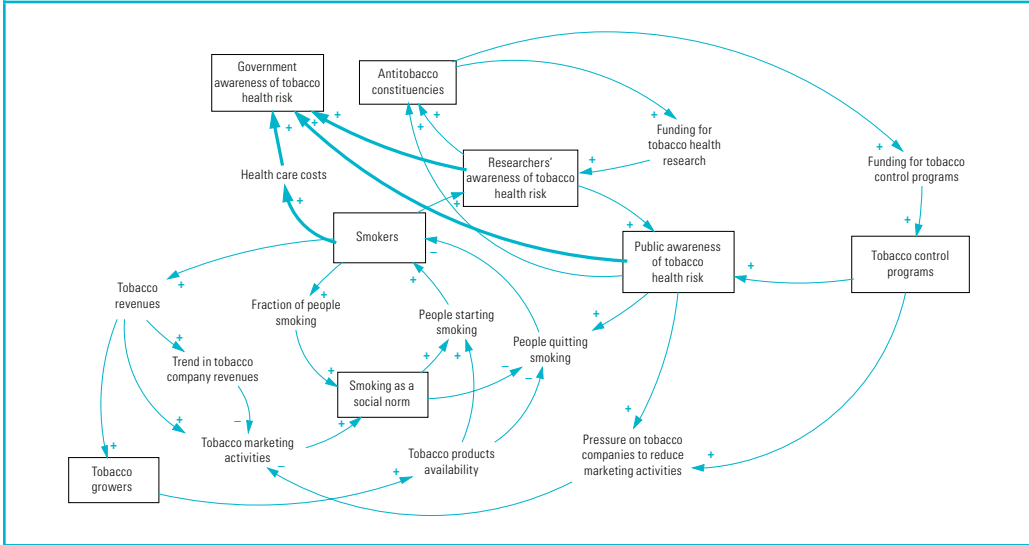 Government
awareness of tobacco
health risk
Antitobacco
constituencies
Funding for
tobacco health
research
Funding for tobacco
control programs
Researchers'
awareness of tobacco
health risk
Health care costs
Smokers
Public awareness
of tobacco
health risk
Tobacco control
programs
Tobacco
revenues
Fraction of people
smoking
People starting
smoking
People quitting
smoking
Trend in tobacco
company revenues
Smoking as a
social norm
Tobacco marketing
activities
Tobacco products
availability
Pressure on tobacco
companies to reduce
marketing activities
Tobacco
growers